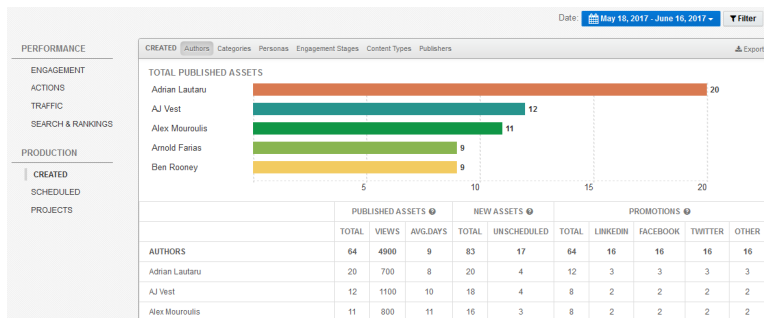 Date: May 18, 2017 - June 16, 2017 Filter
PERFORMANCE
ENGAGEMENT
ACTIONS
TRAFFIC
SEARCH & RANKINGS
PRODUCTION
CREATED
SCHEDULED
PROJECTS
CREATED Authors Categories Personas Engagement Stages Content Types Publishers Export
TOTAL PUBLISHED ASSETS
Adrian Lautaru 20
AJ Vest 12
Alex Mouroulis 11
Arnold Farias 9
Ben Rooney 9
5 10 15 20
PUBLISHED ASSETS NEW ASSETS PROMOTIONS
TOTAL VIEWS AVG.DAYS TOTAL UNSCHEDULED TOTAL LINKEDIN FACEBOOK TWITTER OTHER
AUTHORS 64 4900 9 83 17 64 16 16 16 16
Adrian Lautaru 20 700 8 20 4 12 3 3 3 3
AJ Vest 12 1100 10 18 4 8 2 2 2 2
Alex Mouroulis 11 800 11 16 3 8 2 2 2 2